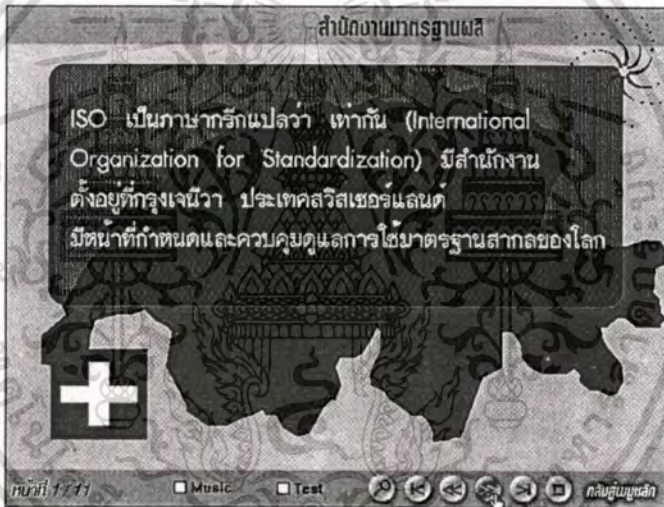 สำนักงานมาตรฐานผลิ
ISO เป็นภาษากรีกแปลว่า เท่ากัน (International
Organization for Standardization) มีสำนักงาน
ตั้งอยู่ที่กรุงเจนีวา ประเทศสวิสเซอร์แลนด์
มีหน้าที่กำหนดและควบคุมดูแลการใช้มาตรฐานสากลของโลก
หน้าที่ 1 / 11
Music
Test
กลับสู่เมนูหลัก